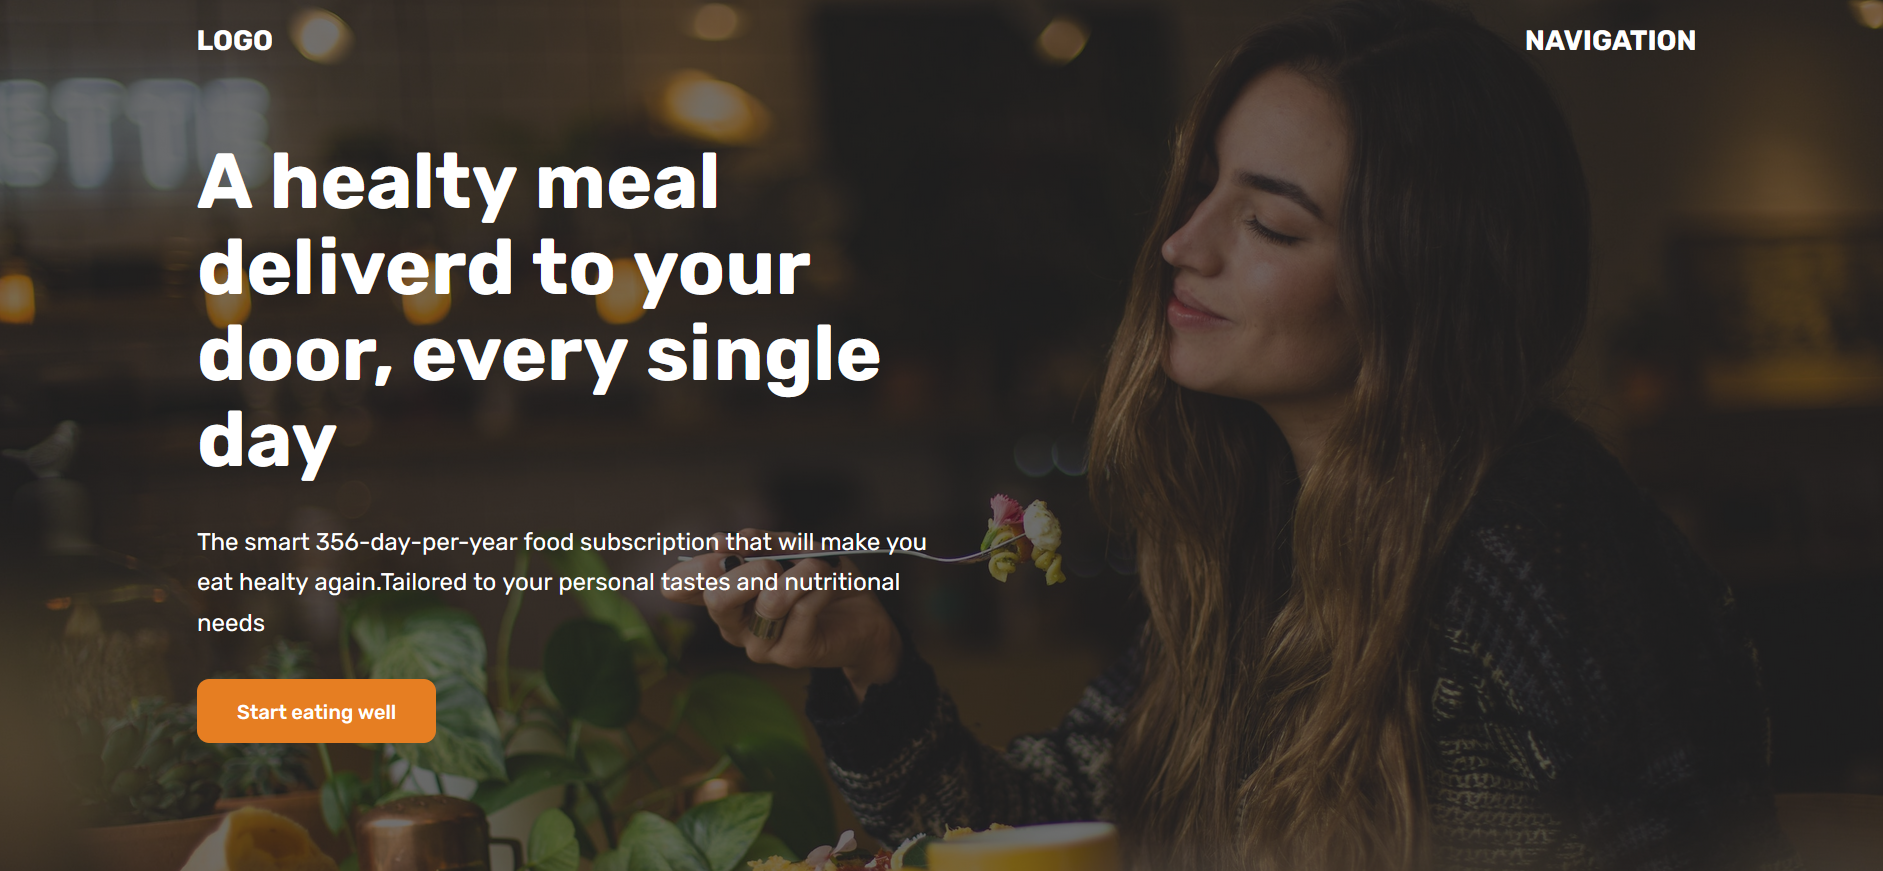 LOGO
NAVIGATION
ETTE
A healty meal
deliverd to your
door, every single
day
The smart 356-day-per-year food subscription that will make you
eat healty again.Tailored to your personal tastes and nutritional
needs
Start eating well